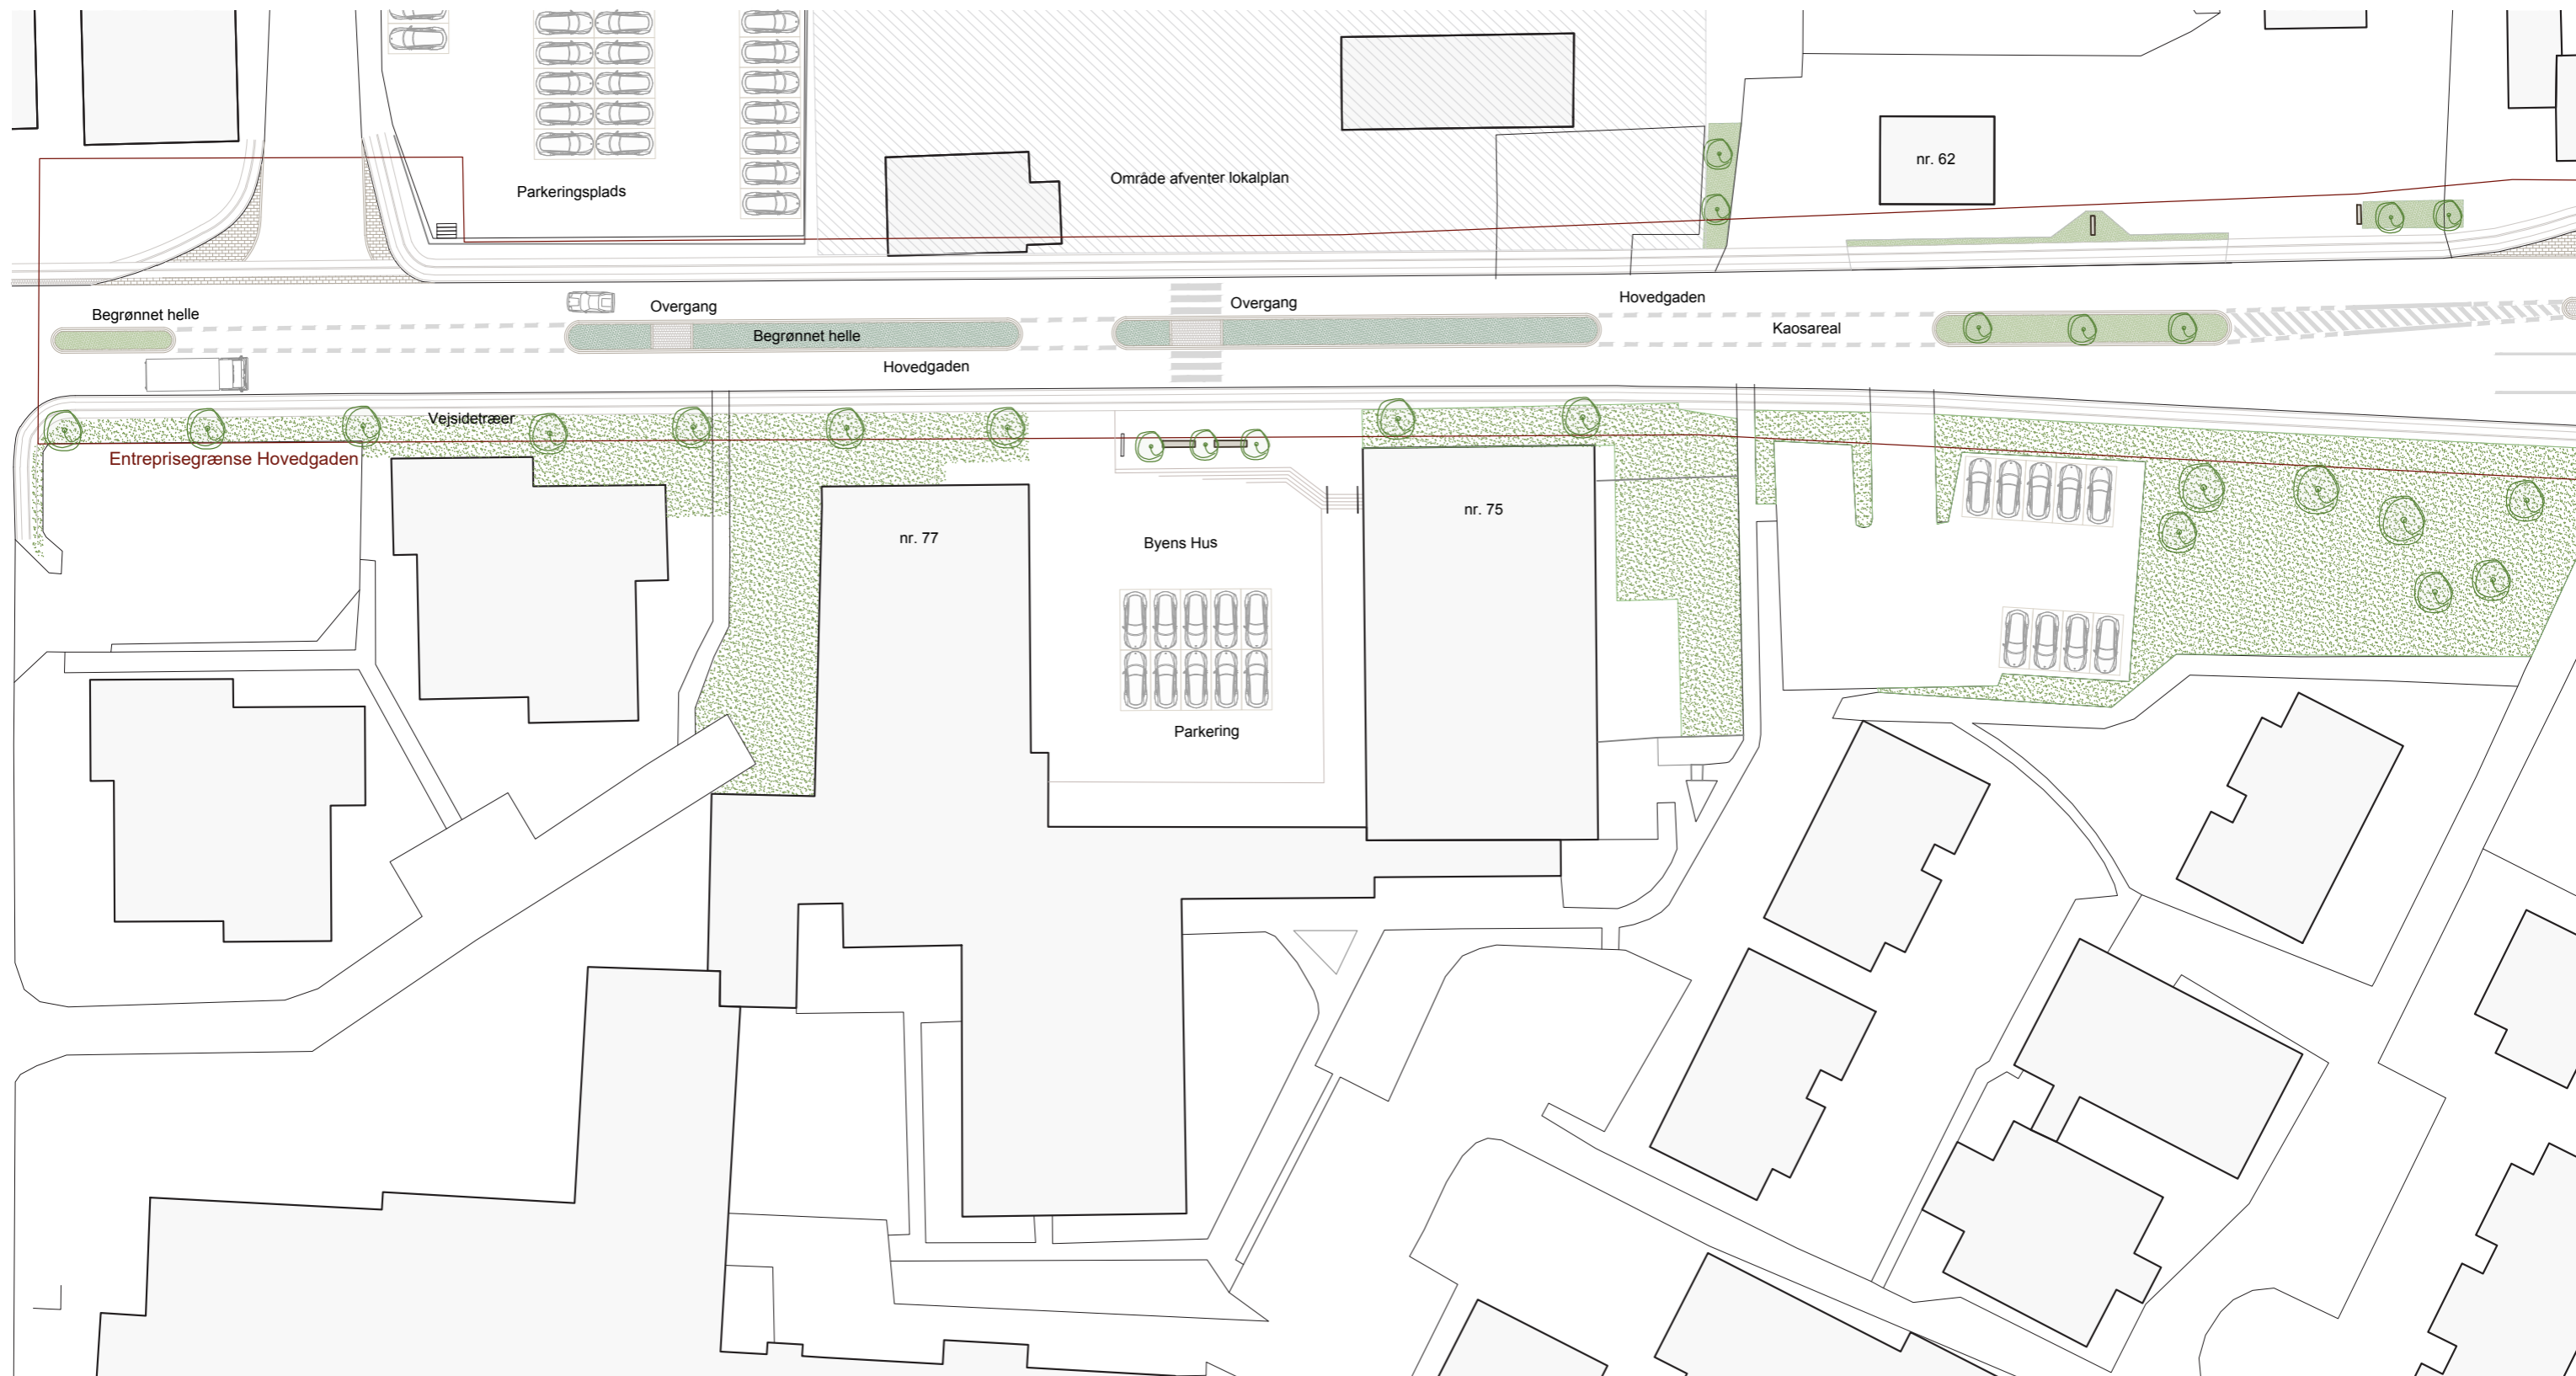 nr. 62
Område afventer lokalplan
Parkeringsplads
Hovedgaden
Overgang
Overgang
Begrønnet helle
Kaosareal
Begrønnet helle
Hovedgaden
Vejsidetræer
Entreprisegrænse Hovedgaden
nr. 75
nr. 77
Byens Hus
Parkering